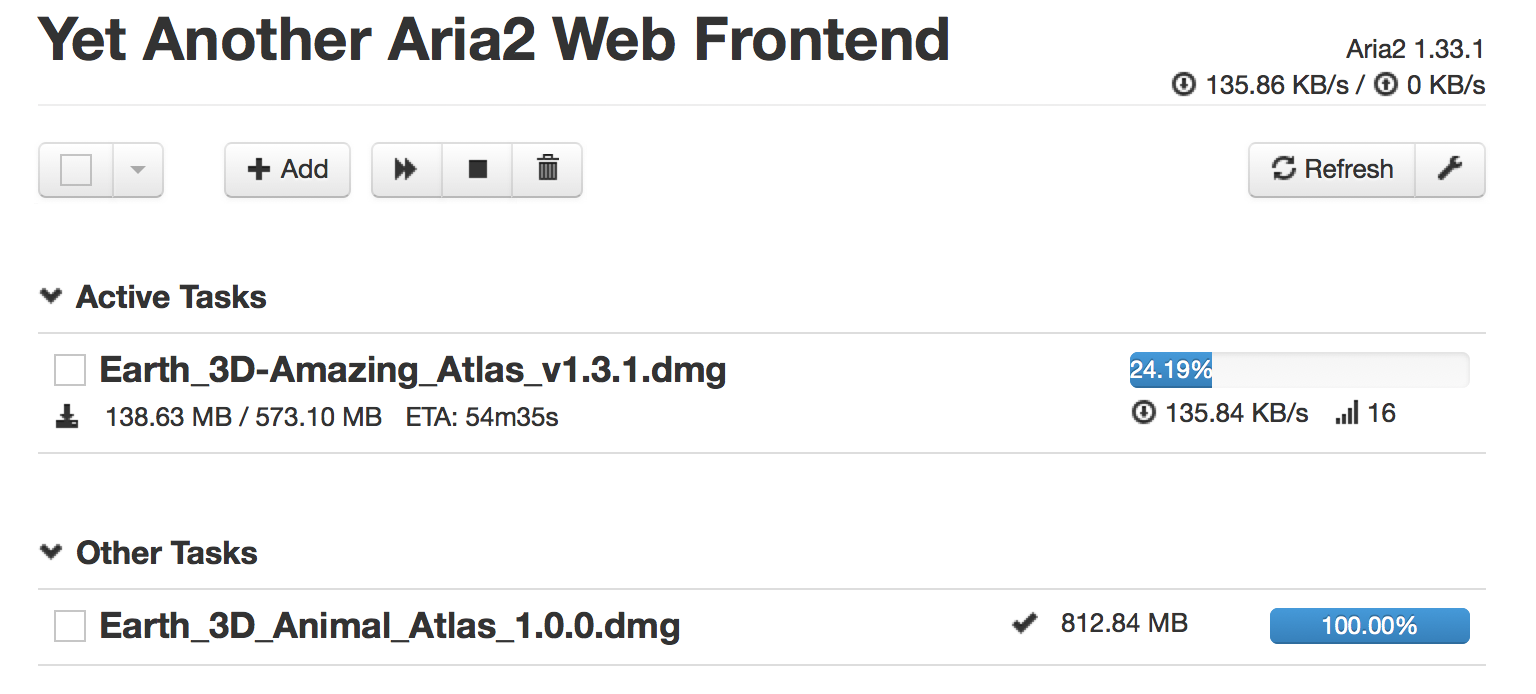 Yet Another Aria2 Web Frontend
Aria2 1.33.1
135.86 KB/s / 0 KB/s
Add
Refresh
Active Tasks
Earth_3D-Amazing_Atlas_v1.3.1.dmg
24.19%
138.63 MB / 573.10 MB ETA: 54m35s
135.84 KB/s 16
Other Tasks
Earth_3D_Animal_Atlas_1.0.0.dmg
812.84 MB
100.00%